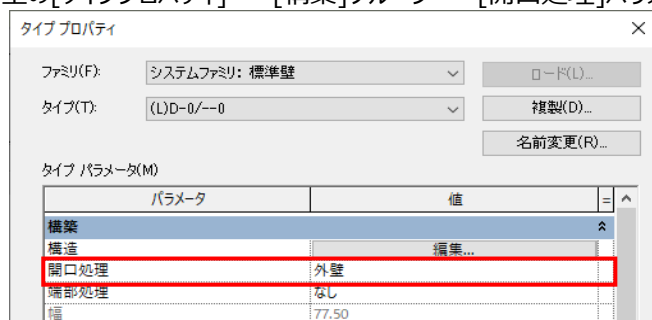 タイプ プロパティ
ファミリ(F): システムファミリ: 標準壁 ロード(L)...
タイプ(T): (L)D-0/--0 複製(D)...
名前変更(R)...
タイプ パラメータ(M)
パラメータ 値 =
構築
構造 編集...
開口処理 外壁
端部処理 なし
幅 77.50